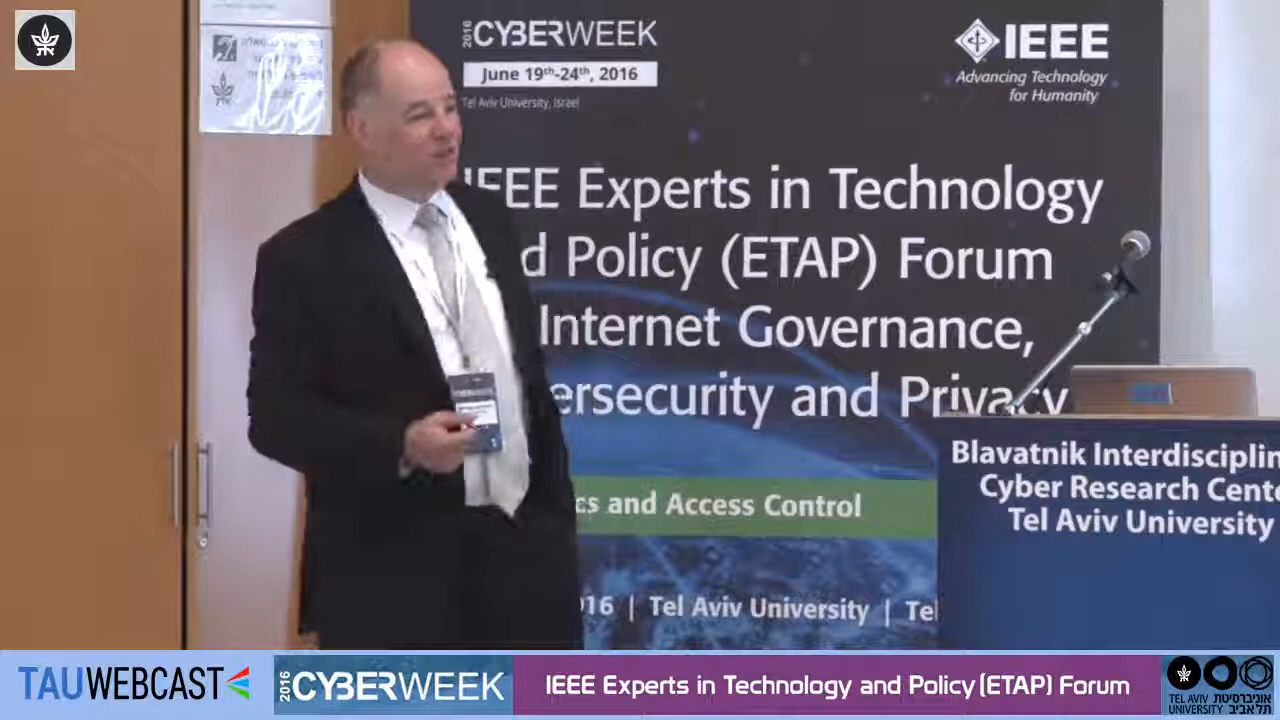 2016 CYBERWEEK
June 19th-24th, 2016
Tel Aviv University, Israel
IEEE
Advancing Technology
for Humanity
IEEE Experts in Technology
d Policy (ETAP) Forum
Internet Governance,
ersecurity and Privacy
cs and Access Control
016 | Tel Aviv University | Tel
Blavatnik Interdisciplin
Cyber Research Cente
Tel Aviv University
TAUWEBCAST
2016 CYBERWEEK
IEEE Experts in Technology and Policy (ETAP) Forum
TEL AVIV אוניברסיטת
UNIVERSITY תל אביב